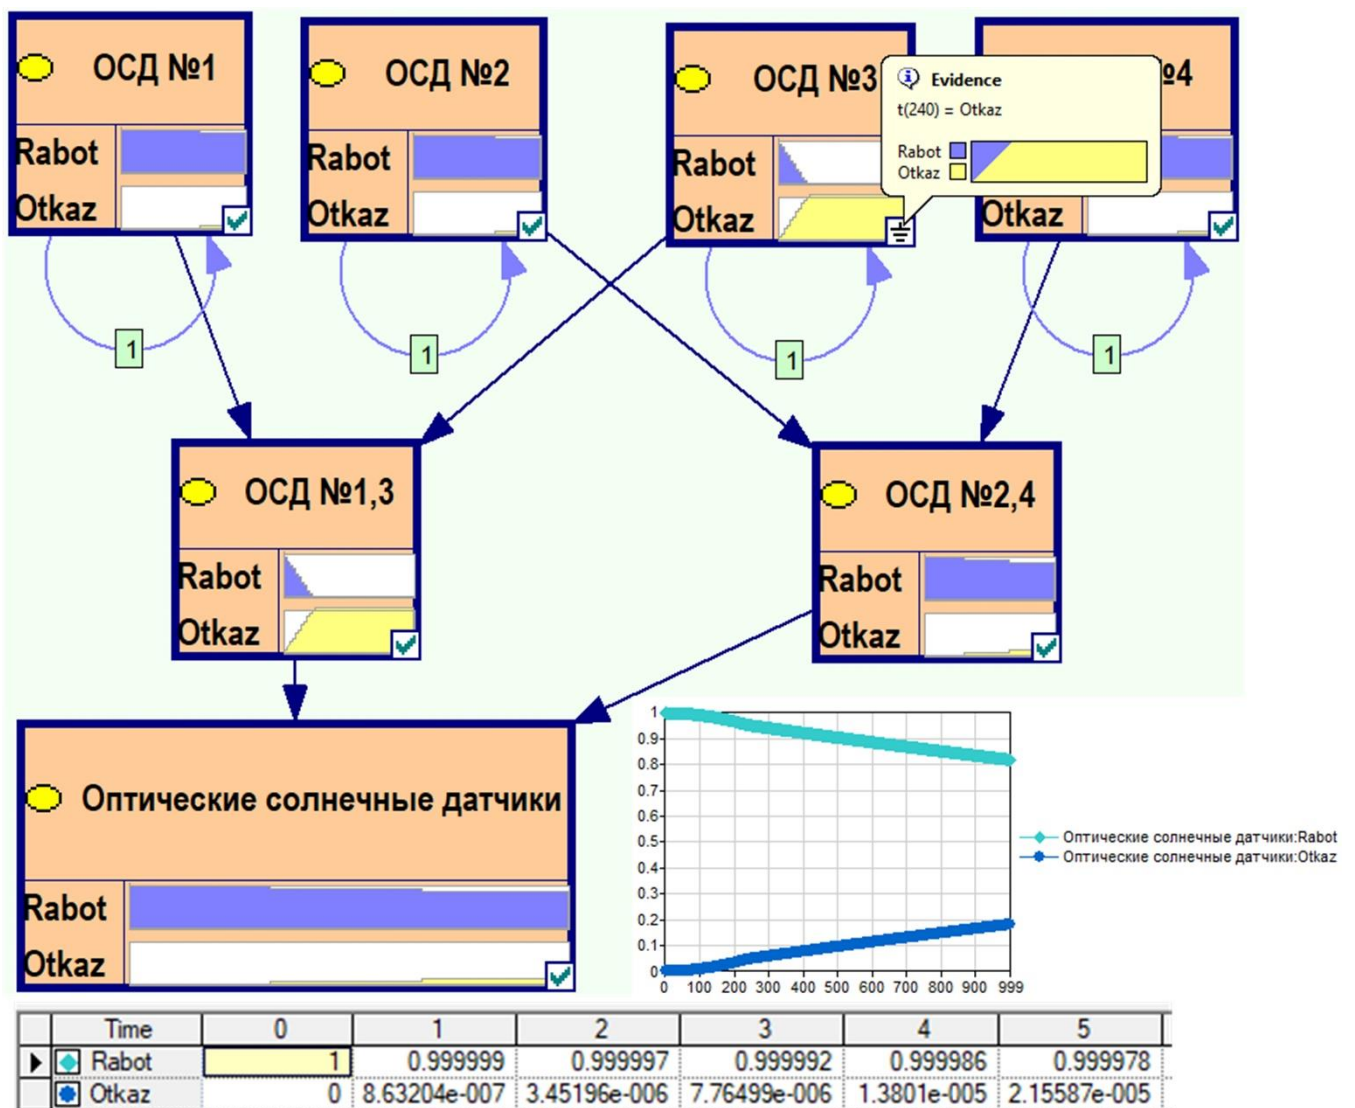 ОСД №1
Rabot
Otkaz
1
ОСД №2
Rabot
Otkaz
1
ОСД №3
Rabot
Otkaz
1
№4
Otkaz
1
Evidence
t(240) = Otkaz
Rabot
Otkaz
ОСД №1,3
Rabot
Otkaz
ОСД №2,4
Rabot
Otkaz
Оптические солнечные датчики
Rabot
Otkaz
1
0.9
0.8
0.7
0.6
0.5
0.4
0.3
0.2
0.1
0
0 100 200 300 400 500 600 700 800 900 999
Оптические солнечные датчики:Rabot
Оптические солнечные датчики:Otkaz
Time 0 1 2 3 4 5
Rabot 1 0.999999 0.999997 0.999992 0.999986 0.999978
Otkaz 0 8.63204e-007 3.45196e-006 7.76499e-006 1.3801e-005 2.15587e-005